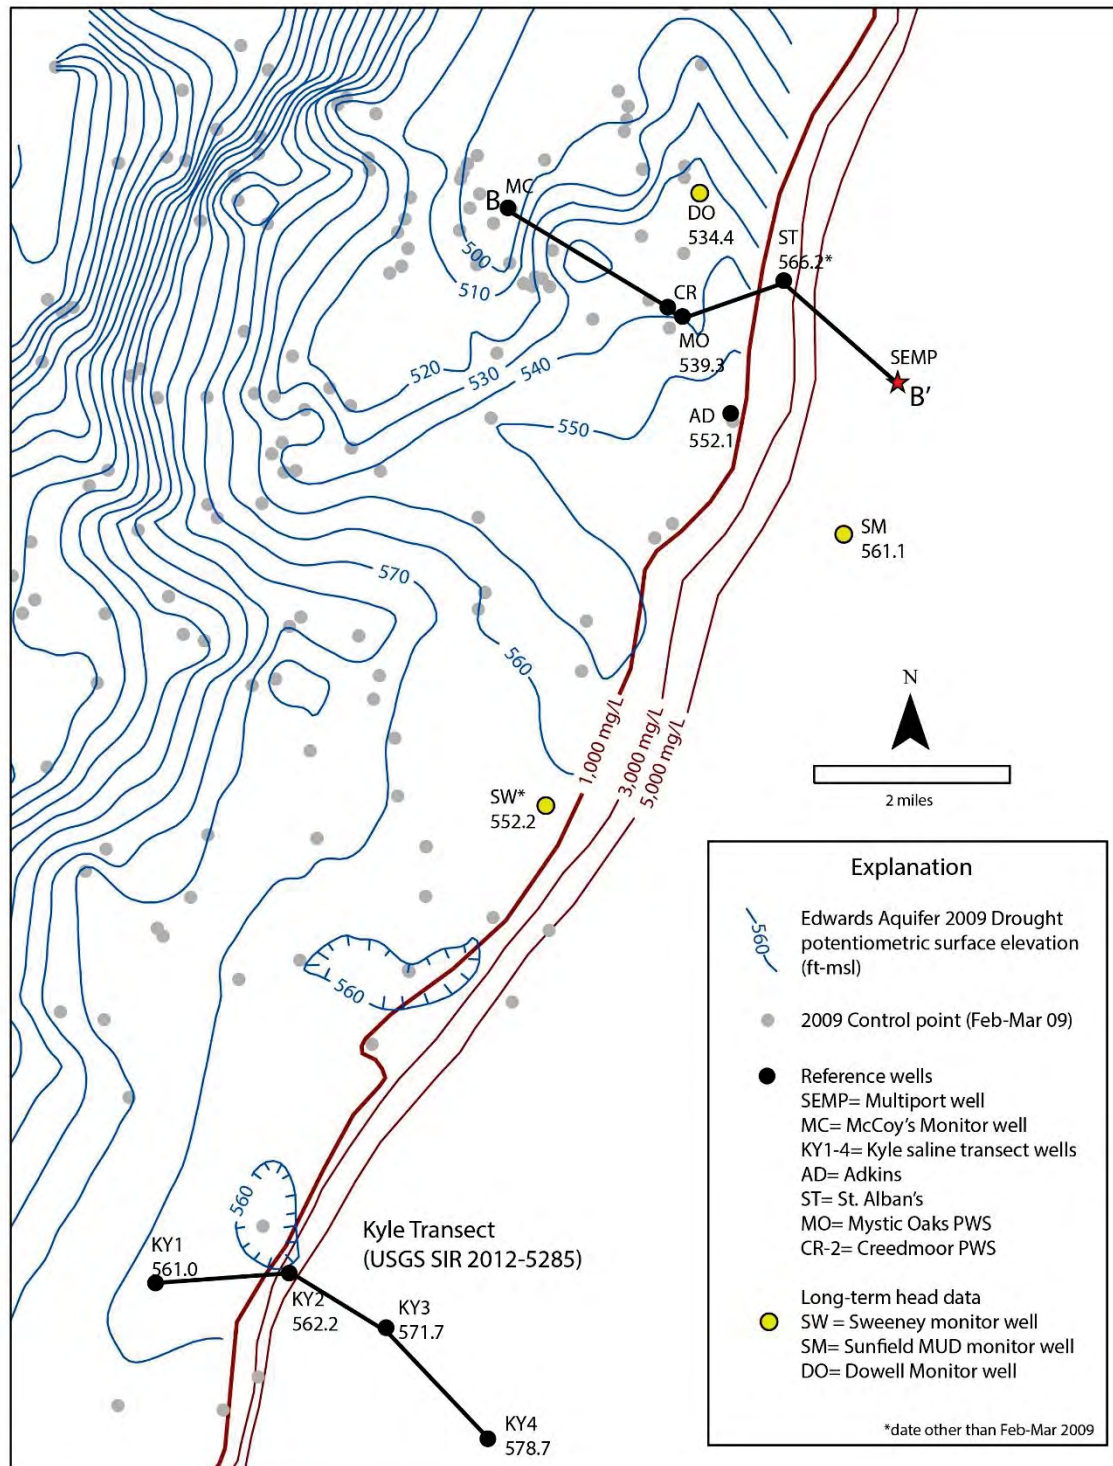 B
MC
DO
534.4
ST
566.2*
500
510
CR
MO
539.3
SEMP
B’
520
530
540
550
AD
552.1
SM
561.1
570
560
N
2 miles
1,000 mg/L
3,000 mg/L
5,000 mg/L
SW*
552.2
560
560
KY1
561.0
KY2
562.2
Kyle Transect
(USGS SIR 2012-5285)
KY3
571.7
KY4
578.7
Explanation
560
Edwards Aquifer 2009 Drought
potentiometric surface elevation
(ft-msl)
2009 Control point (Feb-Mar 09)
Reference wells
SEMP= Multiport well
MC= McCoy’s Monitor well
KY1-4= Kyle saline transect wells
AD= Adkins
ST= St. Alban’s
MO= Mystic Oaks PWS
CR-2= Creedmoor PWS
Long-term head data
SW = Sweeney monitor well
SM= Sunfield MUD monitor well
DO= Dowell Monitor well
*date other than Feb-Mar 2009